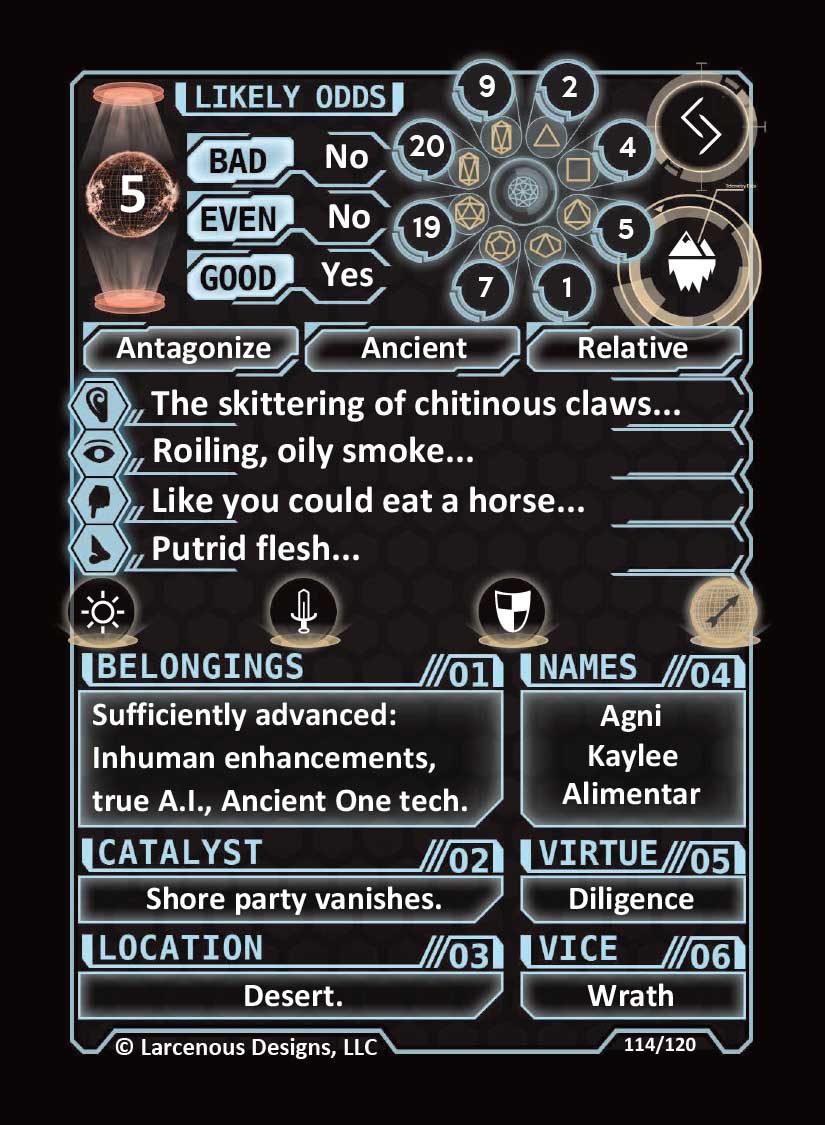 LIKELY ODDS
5
BAD No
EVEN No
GOOD Yes
9
2
20
4
19
5
7
1
Antagonize Ancient Relative
The skittering of chitinous claws...
Roiling, oily smoke...
Like you could eat a horse...
Putrid flesh...
BELONGINGS ///01
Sufficiently advanced:
Inhuman enhancements,
true A.I., Ancient One tech.
NAMES ///04
Agni
Kaylee
Alimentar
CATALYST ///02
Shore party vanishes.
VIRTUE ///05
Diligence
LOCATION ///03
Desert.
VICE ///06
Wrath
© Larcenous Designs, LLC
114/120